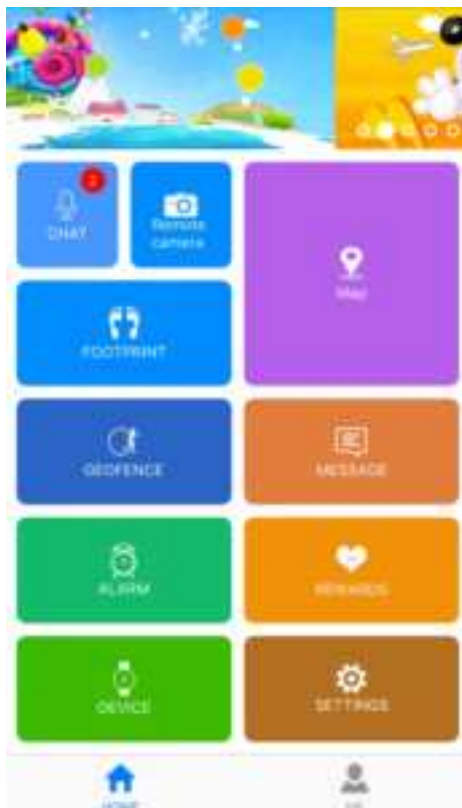 CHAT
Remote
camera
Map
FOOTPRINT
GEOFENCE
MESSAGE
ALARM
REWARDS
DEVICE
SETTINGS
HOME